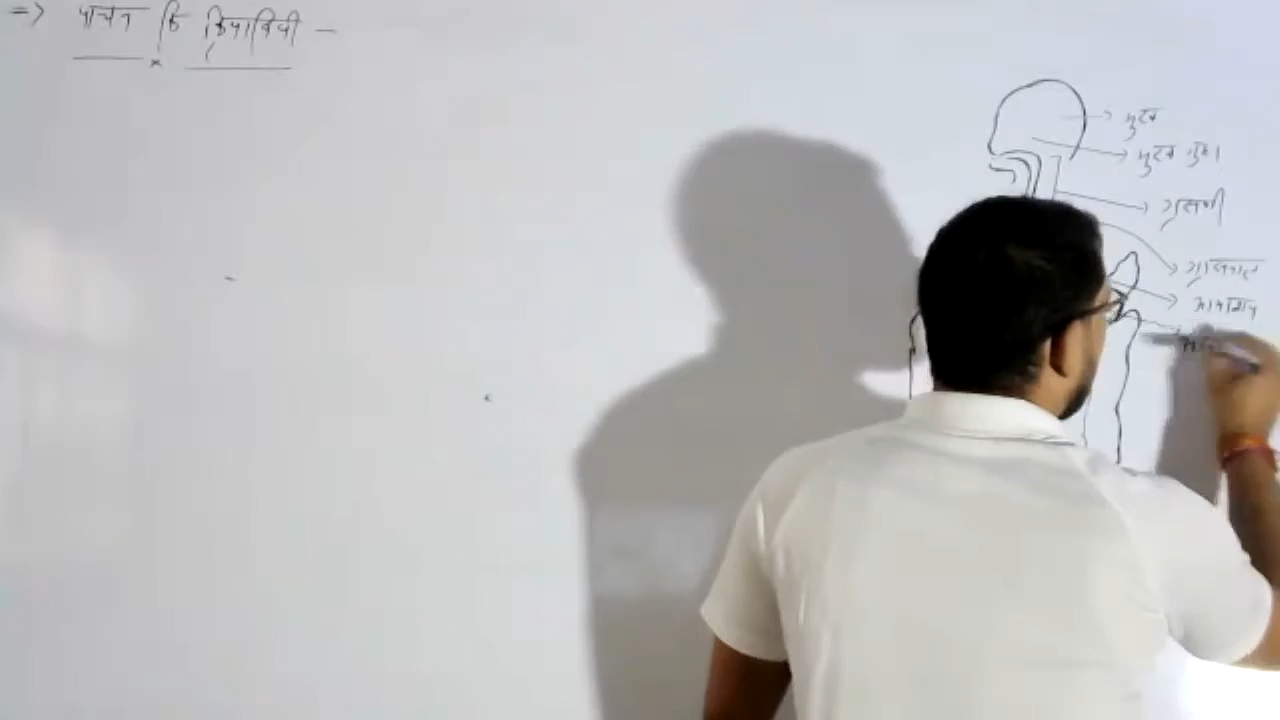 => पाचन कि क्रियाविधी –
→ मुख
→ मुख गुहा
→ ग्रसनी
→ ग्रासनाल
→ आमाशय